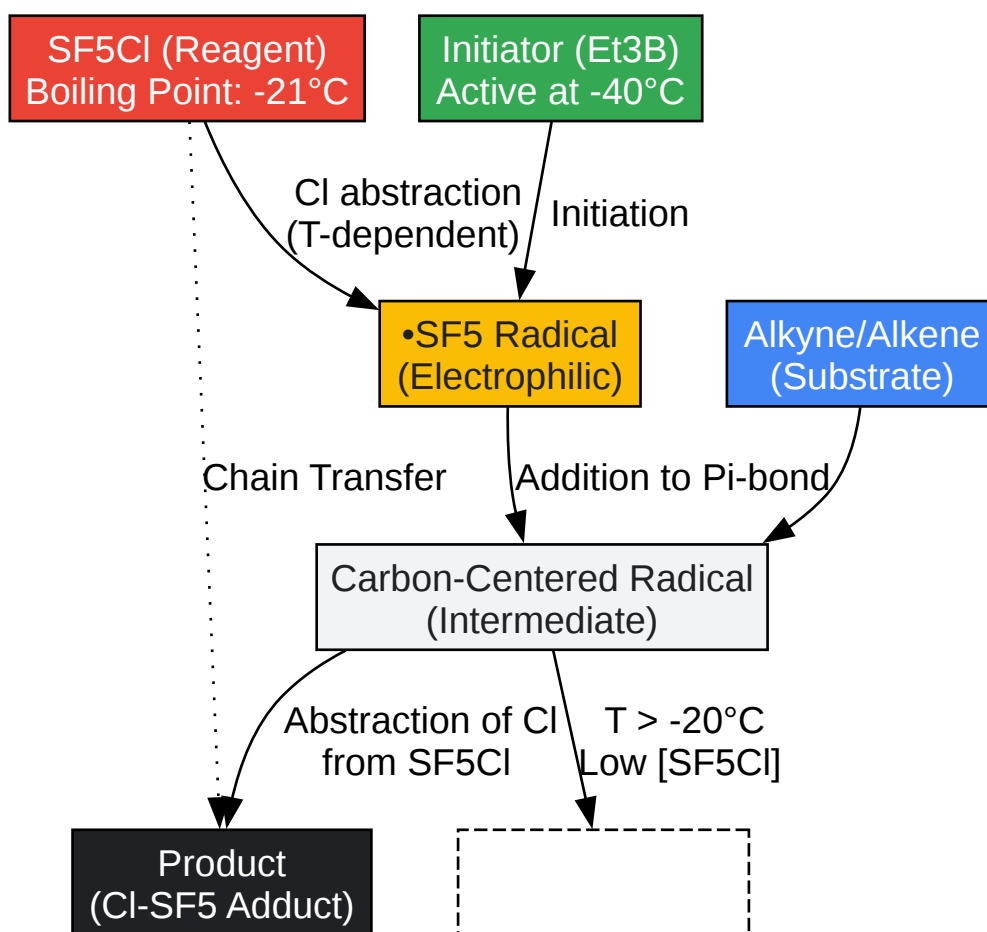 SF5Cl (Reagent)
Boiling Point: -21°C
Initiator (Et3B)
Active at -40°C
Cl abstraction
(T-dependent)
Initiation
•SF5 Radical
(Electrophilic)
Alkyne/Alkene
(Substrate)
Chain Transfer
Addition to Pi-bond
Carbon-Centered Radical
(Intermediate)
Abstraction of Cl
from SF5Cl
T > -20°C
Low [SF5Cl]
Product
(Cl-SF5 Adduct)